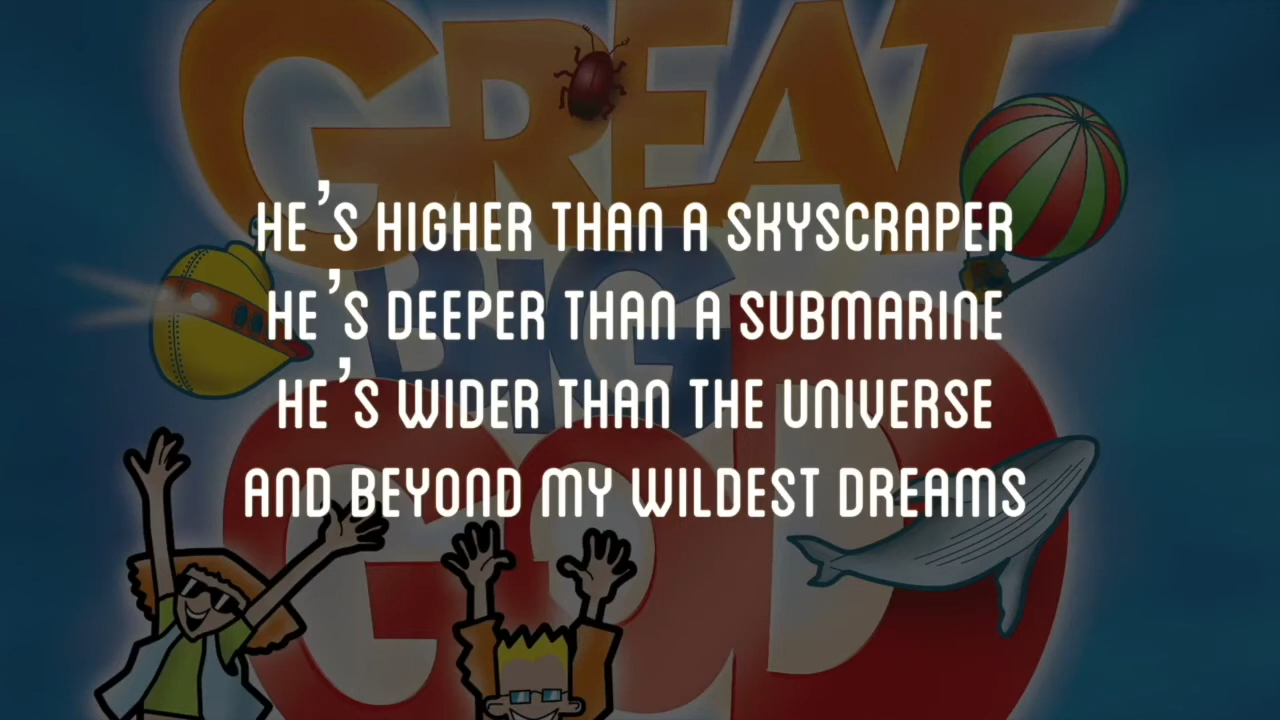 GREAT
BIG
GOD
HE'S HIGHER THAN A SKYSCRAPER
HE'S DEEPER THAN A SUBMARINE
HE'S WIDER THAN THE UNIVERSE
AND BEYOND MY WILDEST DREAMS